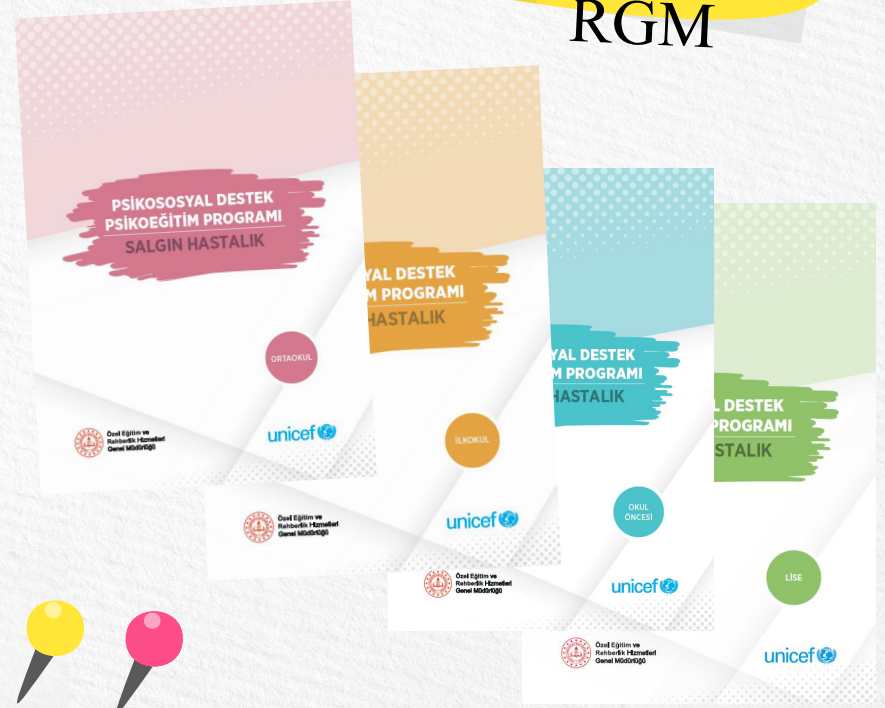 RGM
PSİKOSOSYAL DESTEK
PSİKOEĞİTİM PROGRAMI
SALGIN HASTALIK
ORTAOKUL
Özel Eğitim ve
Rehberlik Hizmetleri
Genel Müdürlüğü
unicef
YAL DESTEK
M PROGRAMI
HASTALIK
İLKOKUL
Özel Eğitim ve
Rehberlik Hizmetleri
Genel Müdürlüğü
unicef
YAL DESTEK
M PROGRAMI
HASTALIK
OKUL
ÖNCESİ
Özel Eğitim ve
Rehberlik Hizmetleri
Genel Müdürlüğü
unicef
L DESTEK
PROGRAMI
STALIK
LİSE
Özel Eğitim ve
Rehberlik Hizmetleri
Genel Müdürlüğü
unicef